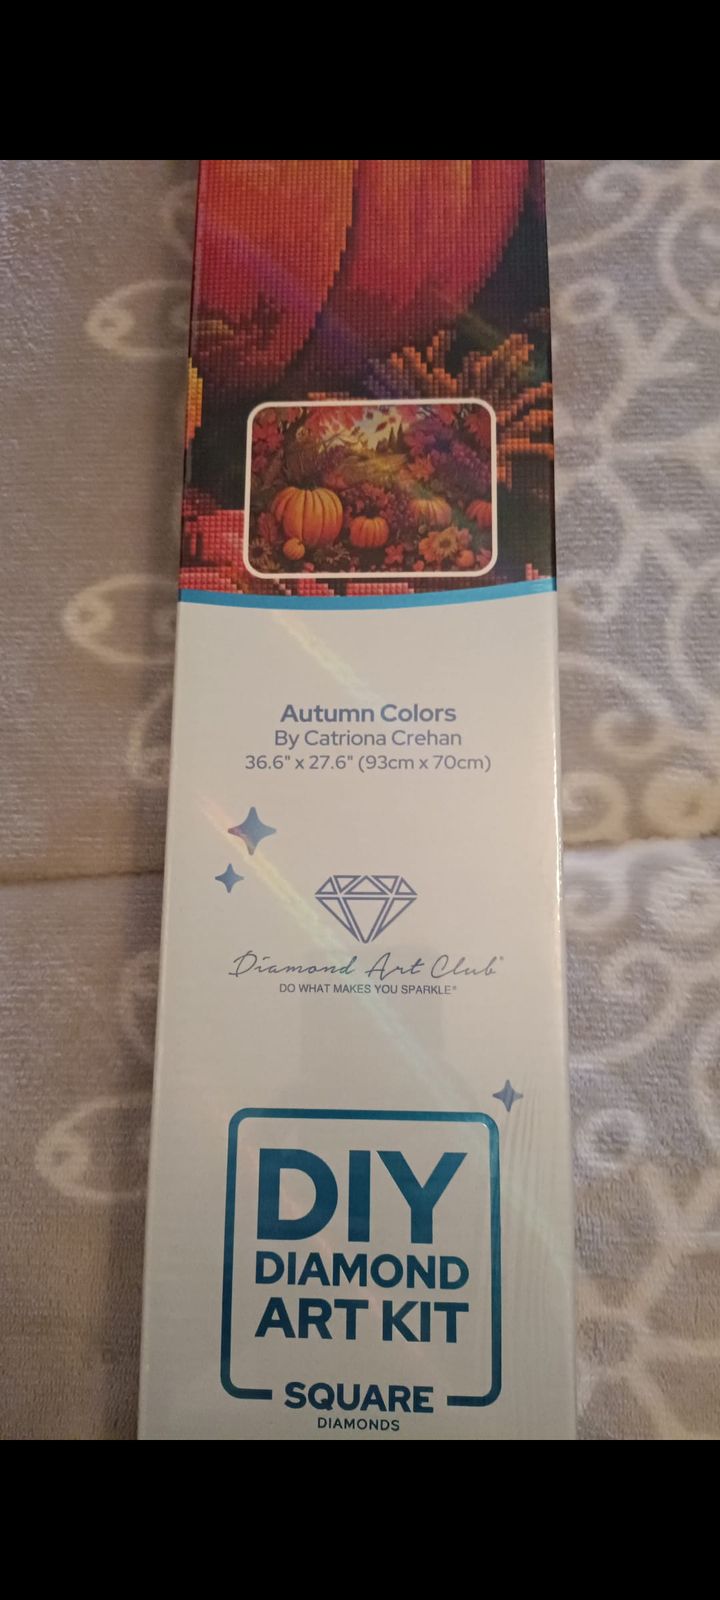 Autumn Colors
By Catriona Crehan
36.6" x 27.6" (93cm x 70cm)
Diamond Art Club®
DO WHAT MAKES YOU SPARKLE®
DIY
DIAMOND
ART KIT
SQUARE
DIAMONDS